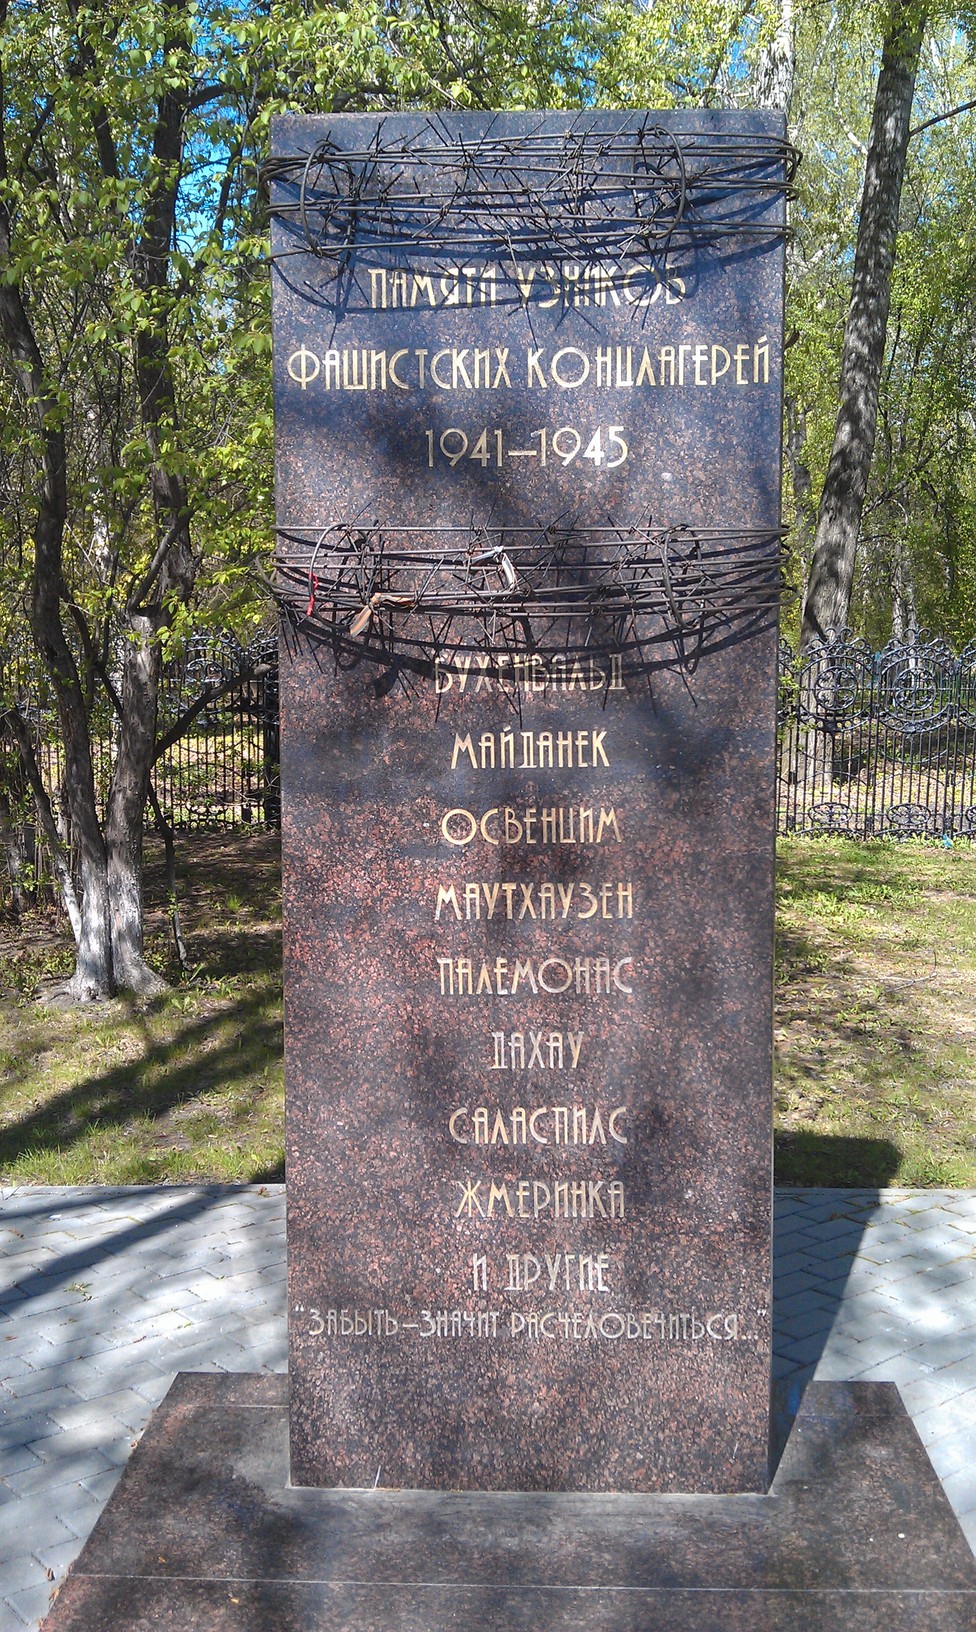 ПАМЯТИ УЗНИКОВ
ФАШИСТСКИХ КОНЦЛАГЕРЕЙ
1941–1945
БУХЕНВАЛЬД
МАЙДАНЕК
ОСВЕНЦИМ
МАУТХАУЗЕН
ПАЛЕМОНАС
ДАХАУ
САЛАСПИЛС
ЖМЕРИНКА
И ДРУГИЕ
"ЗАБЫТЬ–ЗНАЧИТ РАСЧЕЛОВЕЧИТЬСЯ..."